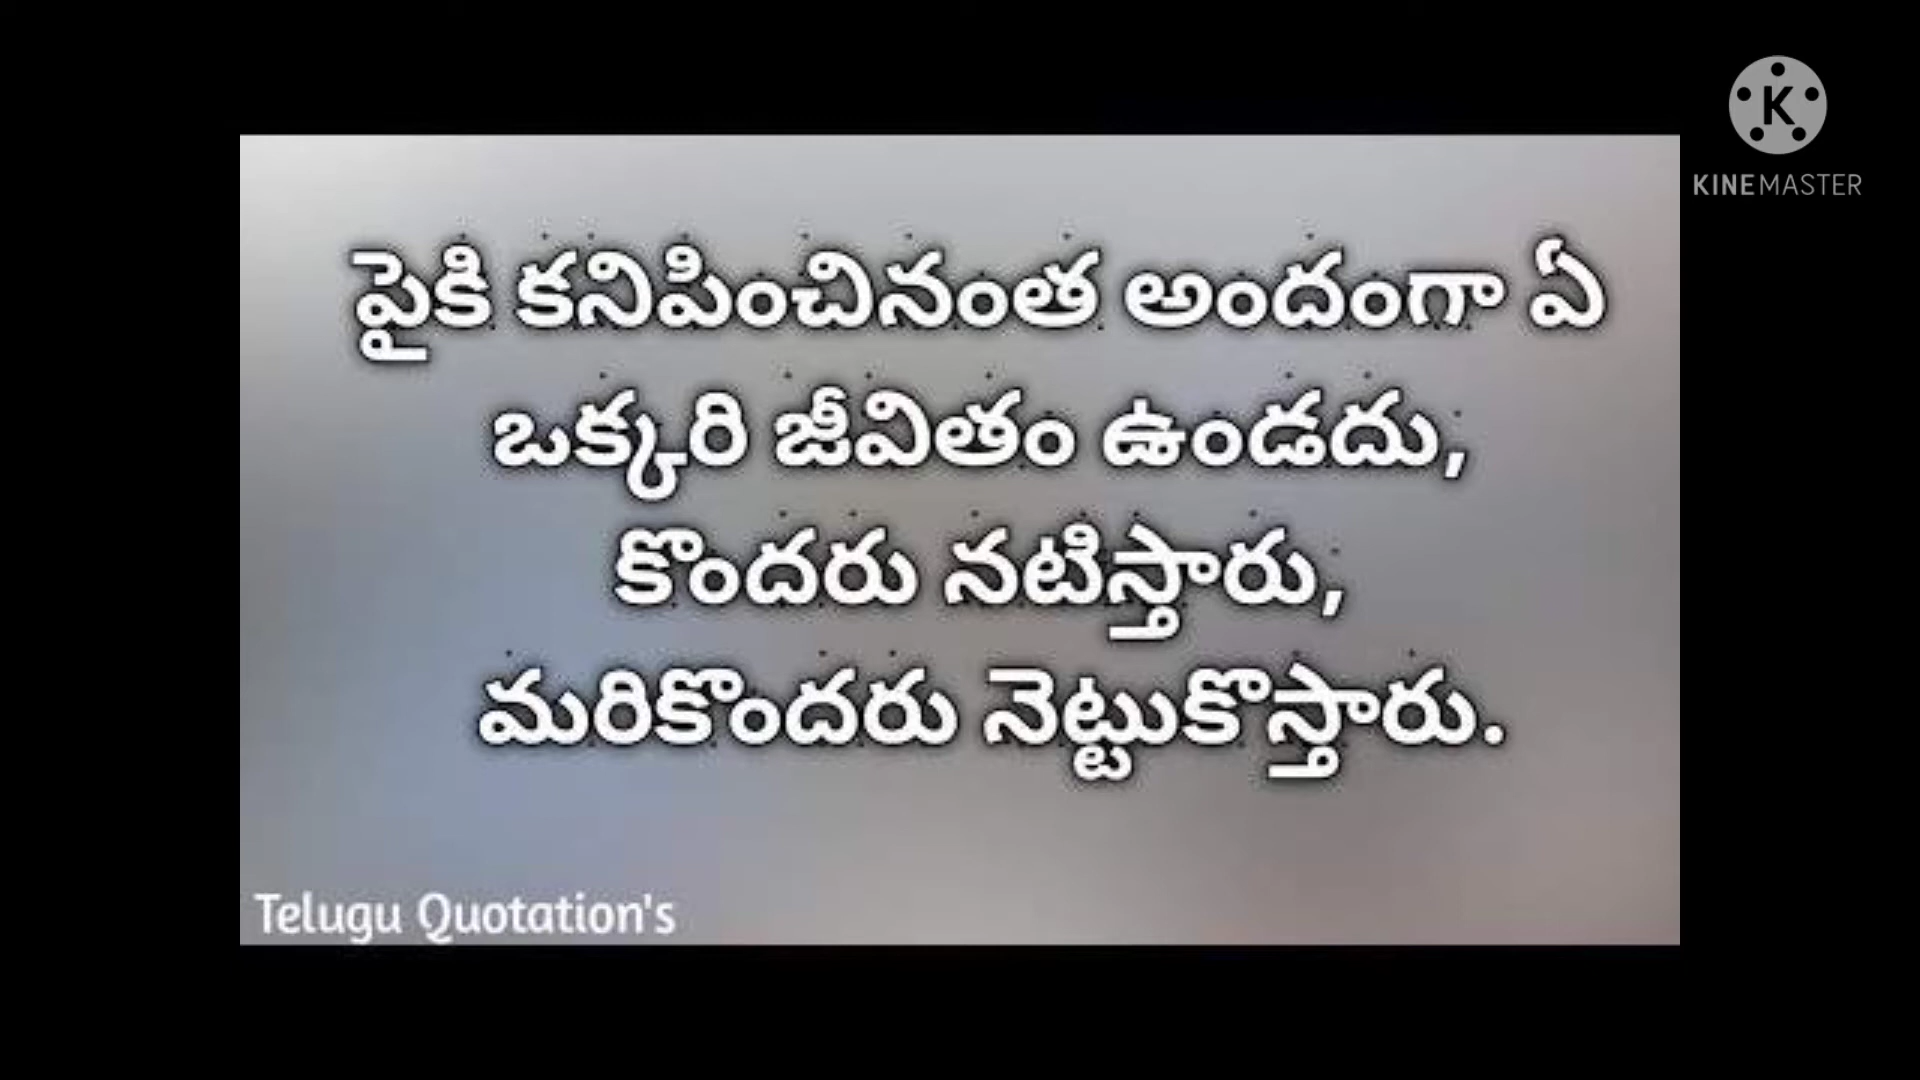 KINEMASTER
పైకి కనిపించినంత అందంగా ఏ
ఒక్కరి జీవితం ఉండదు,
కొందరు నటిస్తారు,
మరికొందరు నెట్టుకొస్తారు.
Telugu Quotation's